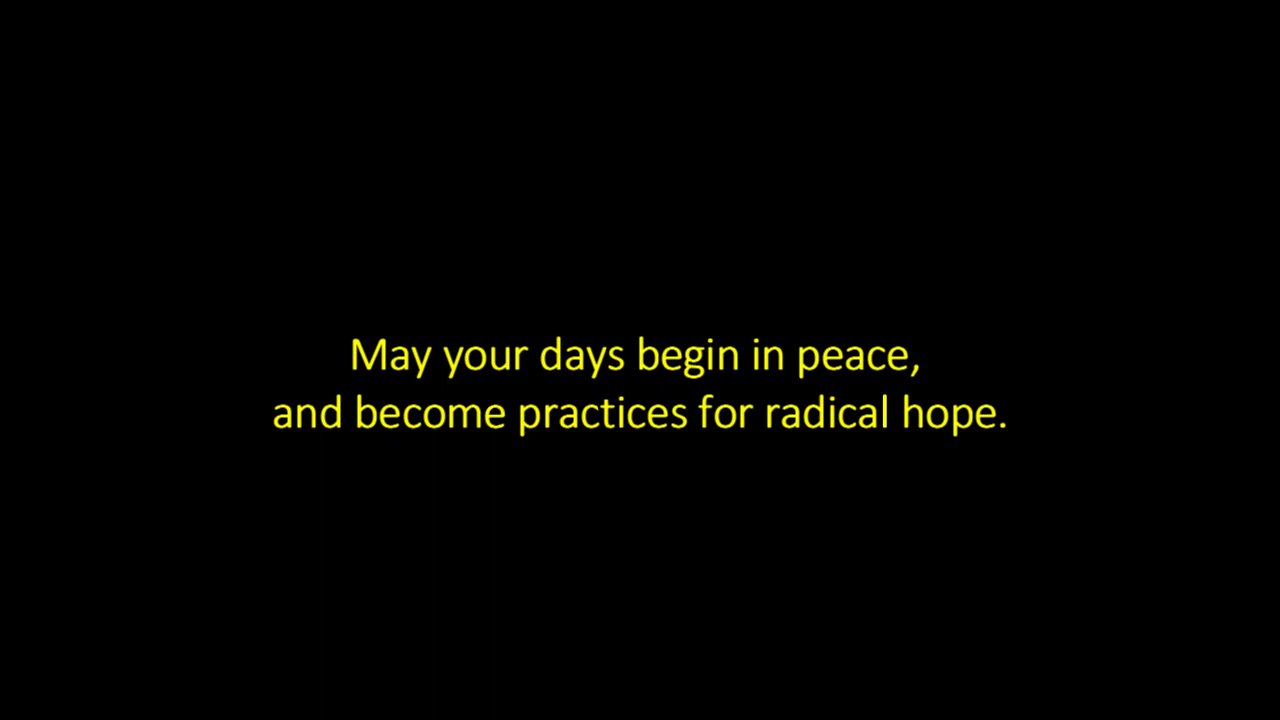 May your days begin in peace,
and become practices for radical hope.